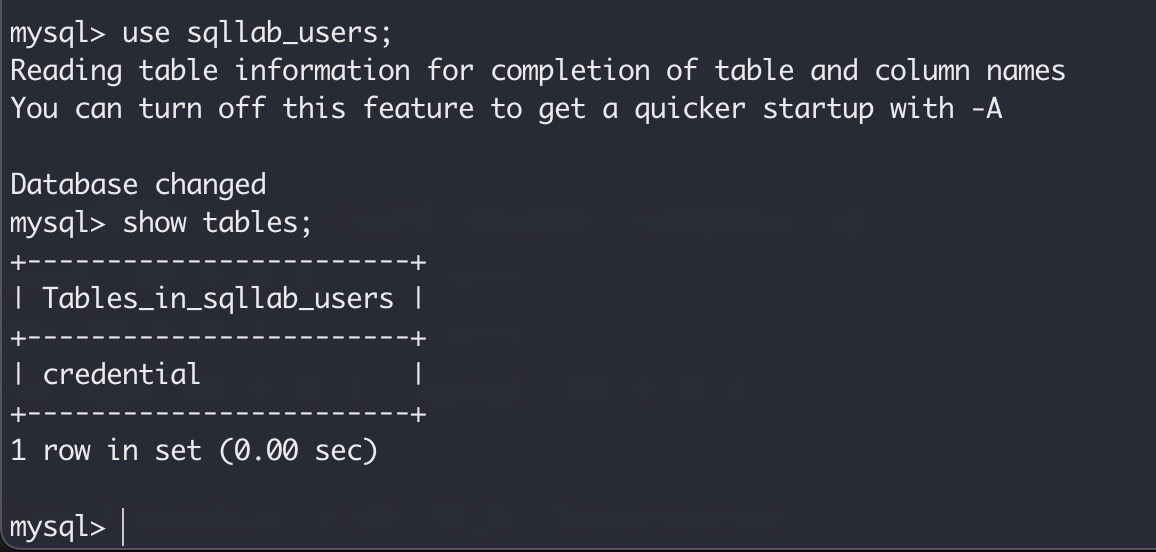 mysql> use sqllab_users;
Reading table information for completion of table and column names
You can turn off this feature to get a quicker startup with -A
Database changed
mysql> show tables;
+------------------------+
| Tables_in_sqllab_users |
+------------------------+
| credential             |
+------------------------+
1 row in set (0.00 sec)
mysql>